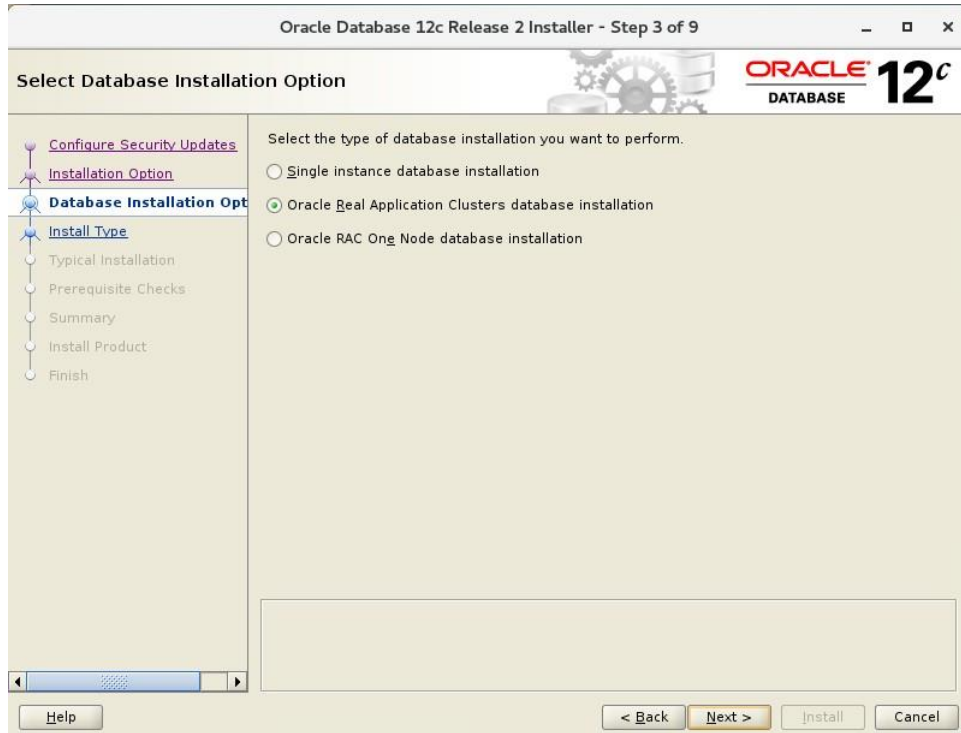 Oracle Database 12c Release 2 Installer - Step 3 of 9
Select Database Installation Option
ORACLE
DATABASE
12c
Configure Security Updates
Installation Option
Database Installation Opt
Install Type
Typical Installation
Prerequisite Checks
Summary
Install Product
Finish
Select the type of database installation you want to perform.
Single instance database installation
Oracle Real Application Clusters database installation
Oracle RAC One Node database installation
Help
< Back
Next >
Install
Cancel